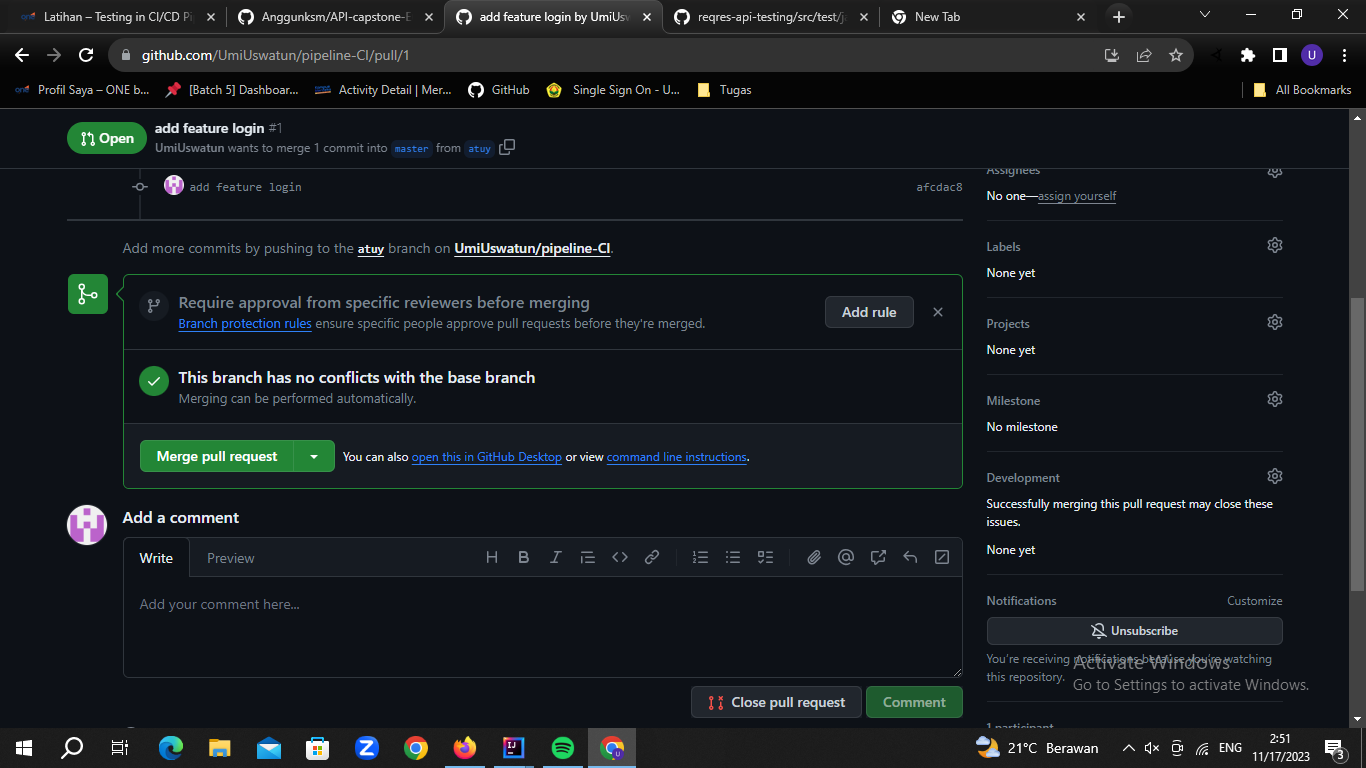 Latihan – Testing in CI/CD Pi
Anggunksm/API-capstone-E
add feature login by UmiUsw
reqres-api-testing/src/test/ja
New Tab
github.com/UmiUswatun/pipeline-CI/pull/1
U
Profil Saya – ONE b...
[Batch 5] Dashboar...
Activity Detail | Mer...
GitHub
Single Sign On - U...
Tugas
All Bookmarks
Open
add feature login #1
UmiUswatun wants to merge 1 commit into master from atuy
add feature login
afcdac8
Add more commits by pushing to the atuy branch on UmiUswatun/pipeline-CI.
Require approval from specific reviewers before merging
Branch protection rules ensure specific people approve pull requests before they're merged.
Add rule
This branch has no conflicts with the base branch
Merging can be performed automatically.
Merge pull request
You can also open this in GitHub Desktop or view command line instructions.
Add a comment
Write
Preview
Add your comment here...
Close pull request
Comment
Assignees
No one—assign yourself
Labels
None yet
Projects
None yet
Milestone
No milestone
Development
Successfully merging this pull request may close these
issues.
None yet
Notifications
Customize
Unsubscribe
You're receiving notifications because you're watching
this repository.
1 participant
Activate Windows
Go to Settings to activate Windows.
21°C Berawan
ENG
2:51
11/17/2023
3